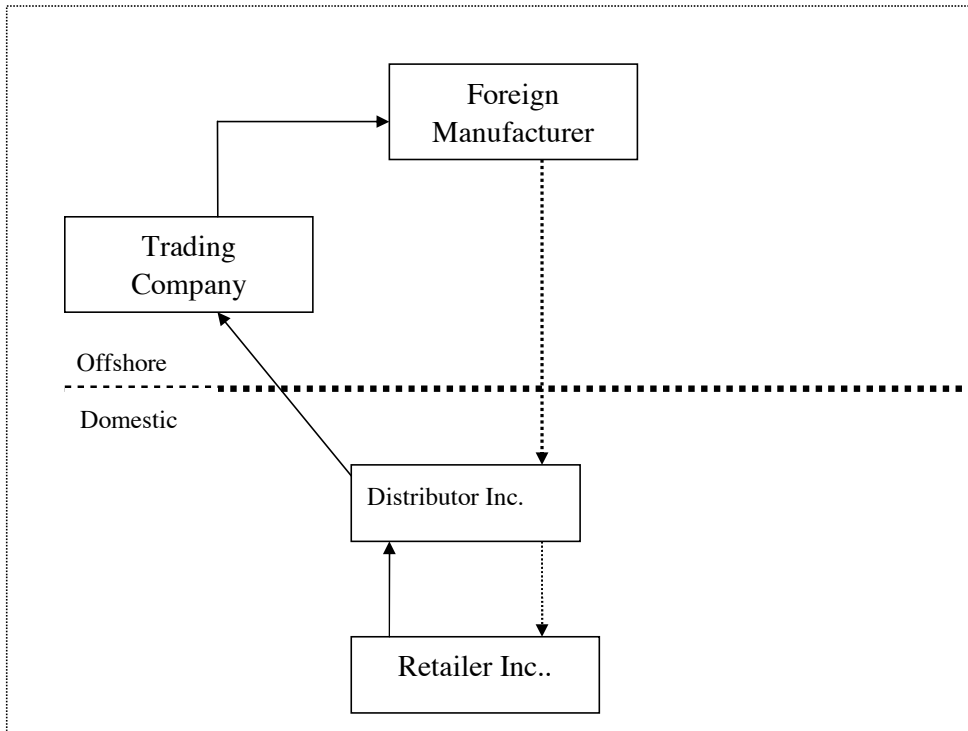 Foreign
Manufacturer
Trading
Company
Offshore
Domestic
Distributor Inc.
Retailer Inc..